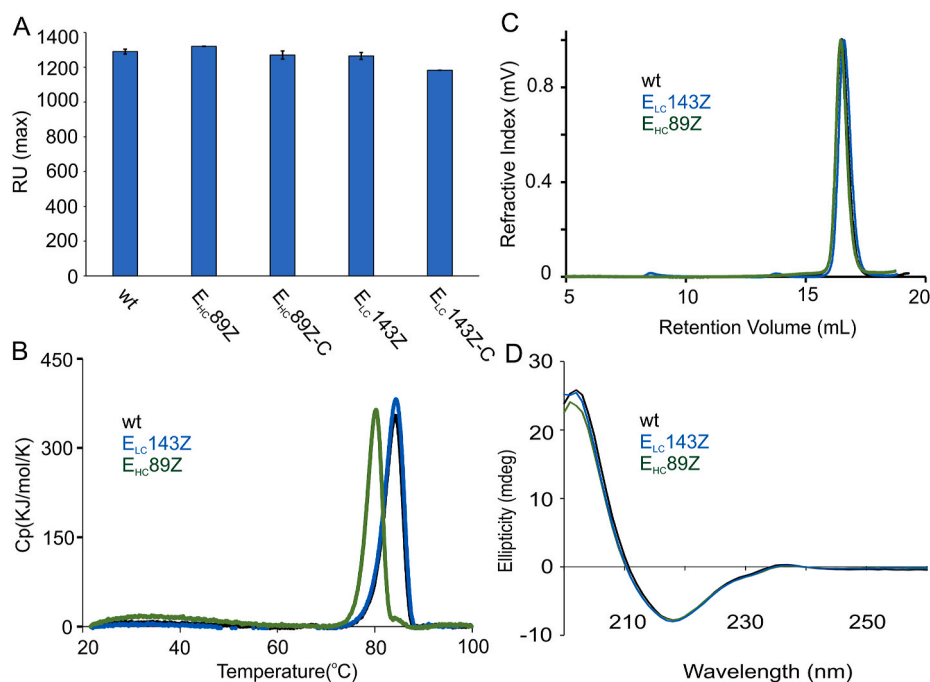 A
1400
1200
1000
800
600
400
200
0
RU (max)
wt
EHC89Z
EHC89Z-C
ELC143Z
ELC143Z-C
C
0.8
0.4
0
Refractive Index (mV)
wt
ELC143Z
EHC89Z
5
10
15
20
Retention Volume (mL)
B
450
300
150
0
Cp(KJ/mol/K)
wt
ELC143Z
EHC89Z
20
40
60
80
100
Temperature(°C)
D
30
20
10
0
-10
Ellipticity (mdeg)
wt
ELC143Z
EHC89Z
210
230
250
Wavelength (nm)